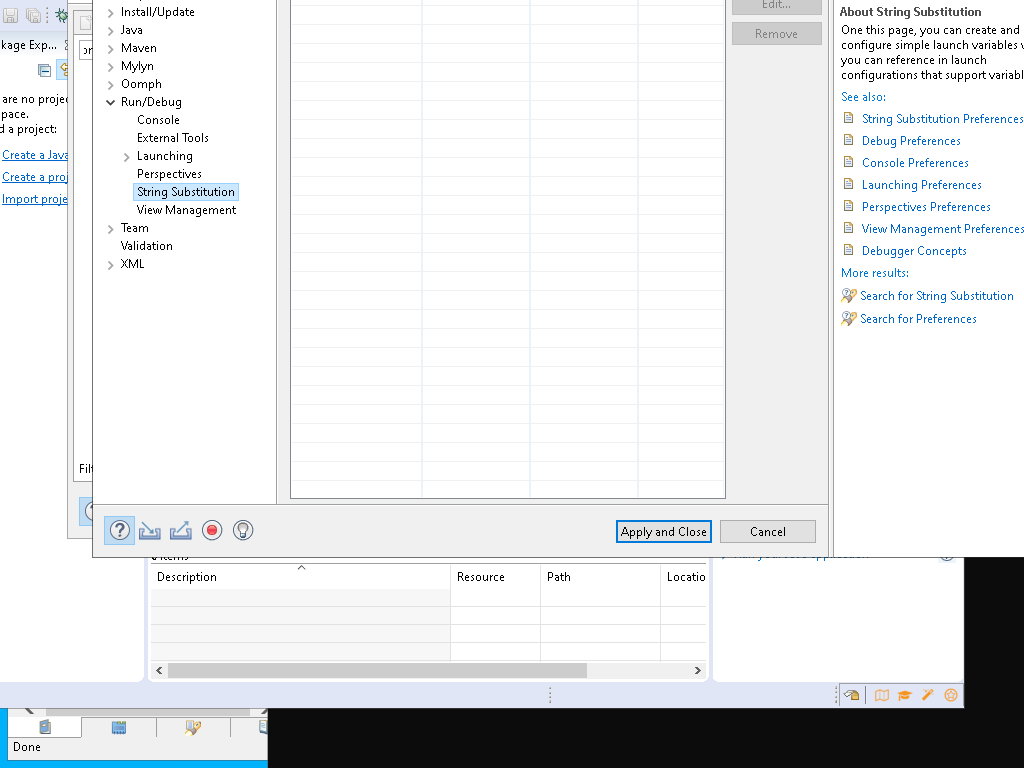 Install/Update
Java
Maven
Mylyn
Oomph
Run/Debug
Console
External Tools
Launching
Perspectives
String Substitution
View Management
Team
Validation
XML
kage Exp...
are no proje
pace.
d a project:
Create a Java
Create a proj
Import proje
Edit...
Remove
About String Substitution
One this page, you can create and
configure simple launch variables
you can reference in launch
configurations that support variabl
See also:
String Substitution Preferences
Debug Preferences
Console Preferences
Launching Preferences
Perspectives Preferences
View Management Preferences
Debugger Concepts
More results:
Search for String Substitution
Search for Preferences
Filt
Apply and Close
Cancel
Description
Resource
Path
Locatio
Done